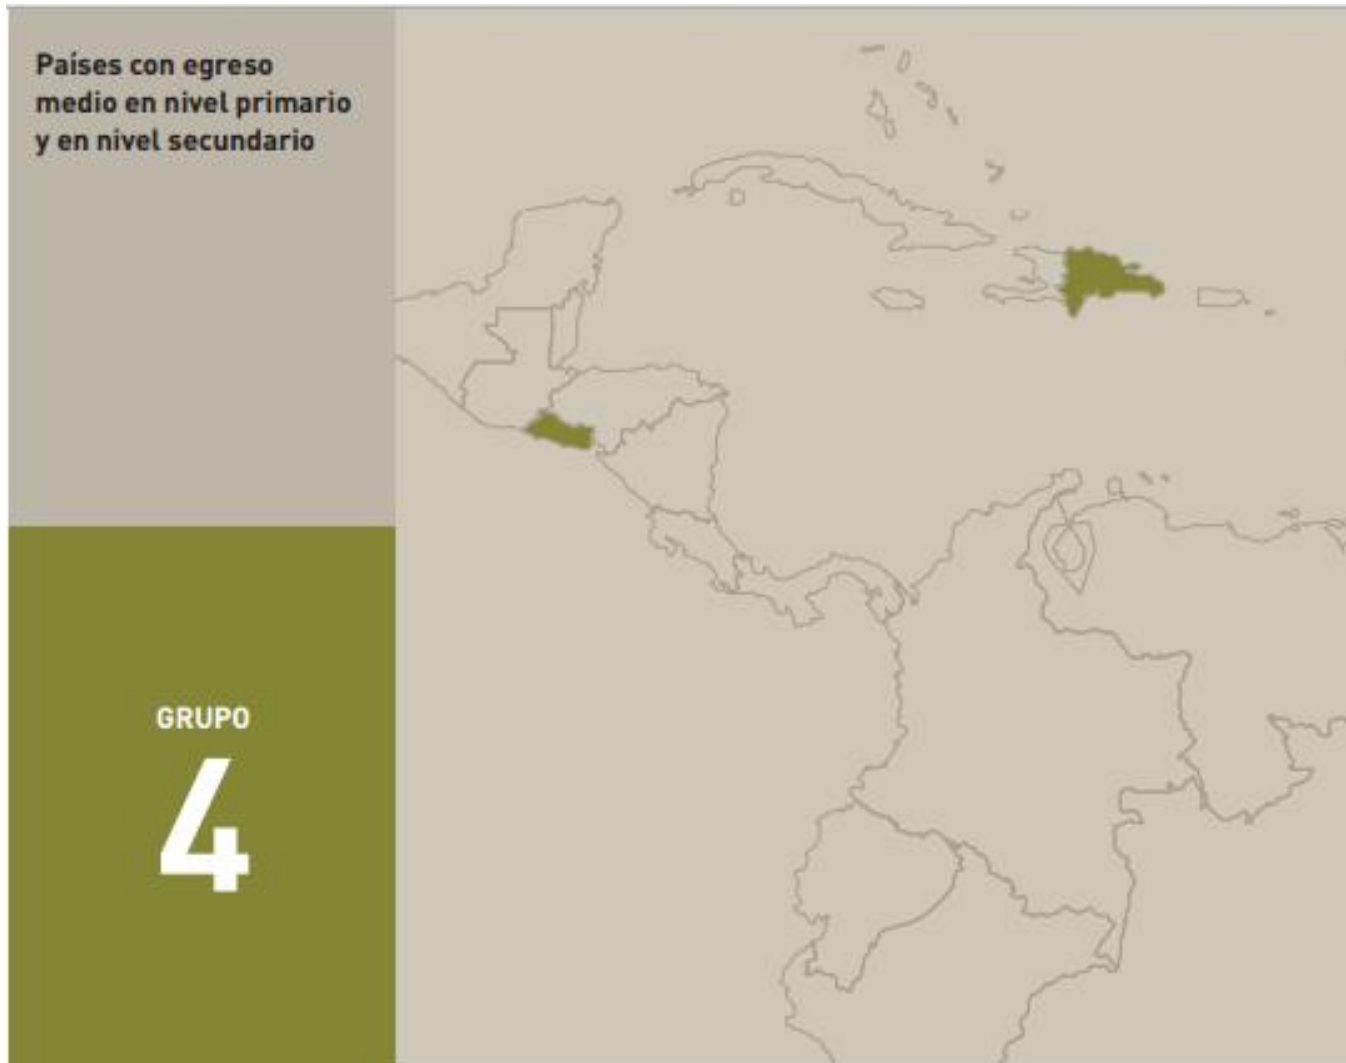 Países con egreso
medio en nivel primario
y en nivel secundario
GRUPO
4